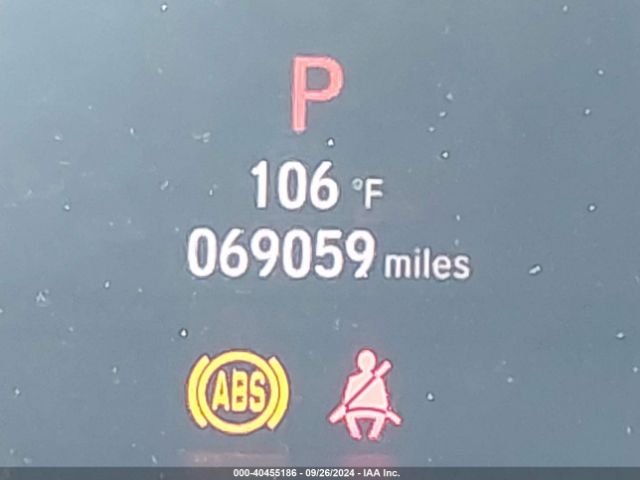 P
106 °F
069059 miles
ABS
000-40455186 - 09/26/2024 - IAA Inc.